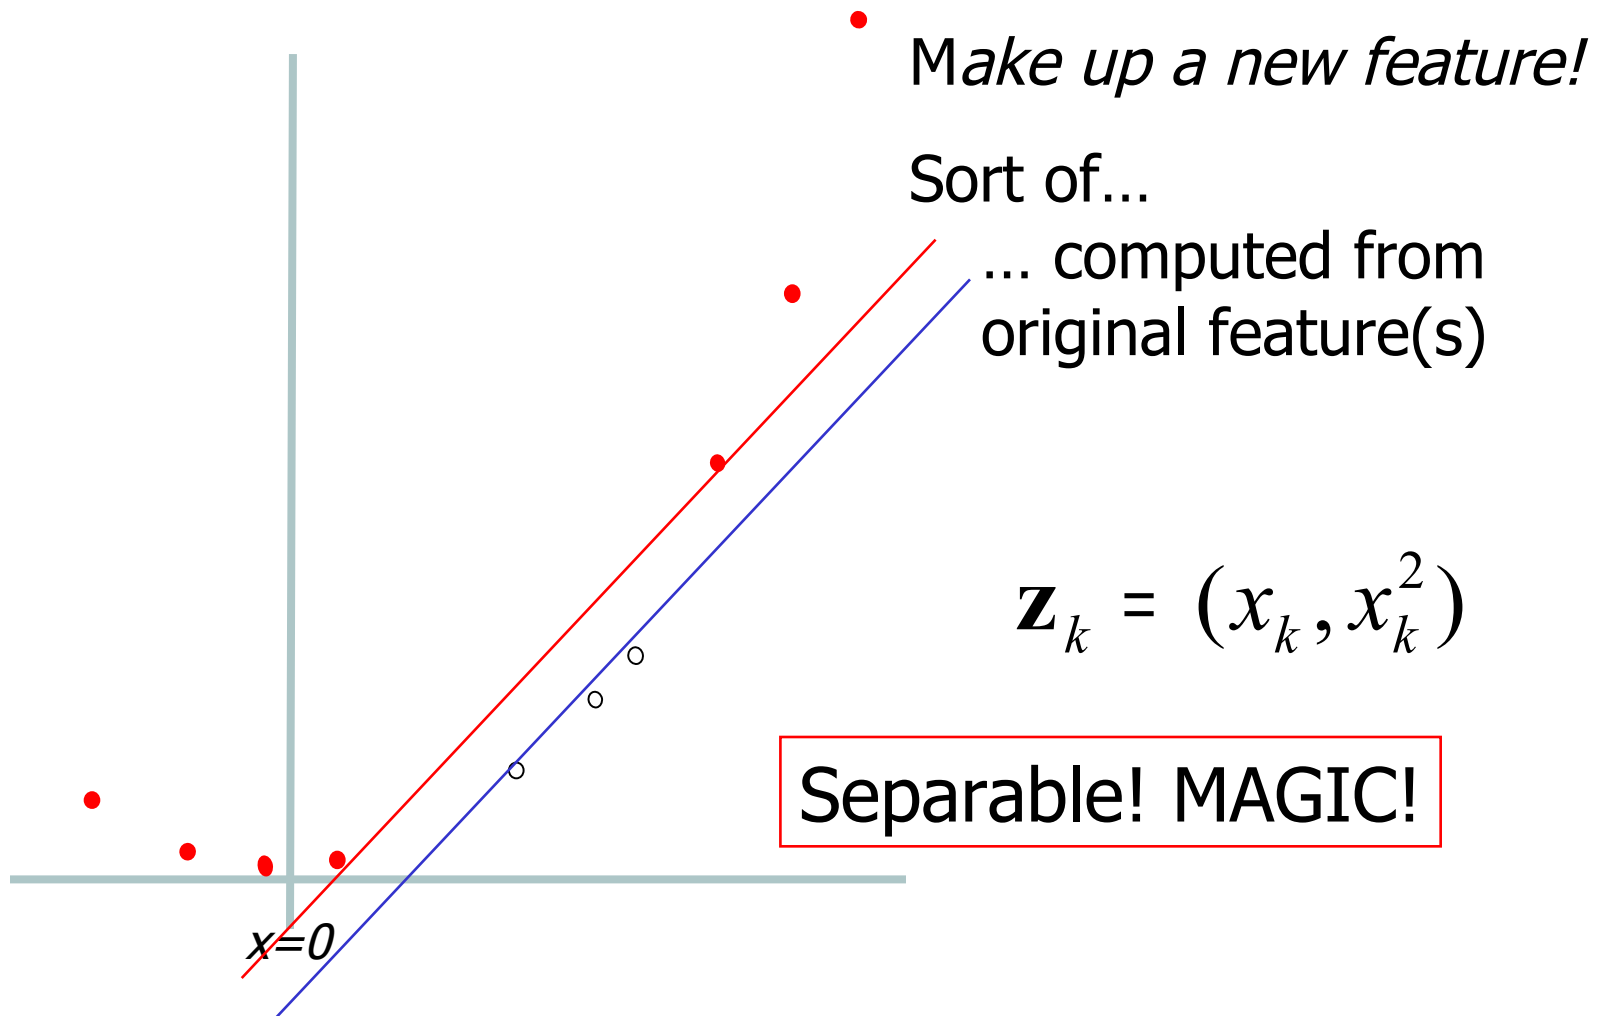 Make up a new feature!
Sort of...
... computed from
original feature(s)
𝐳ₖ = (xₖ, xₖ²)
Separable! MAGIC!
x=0